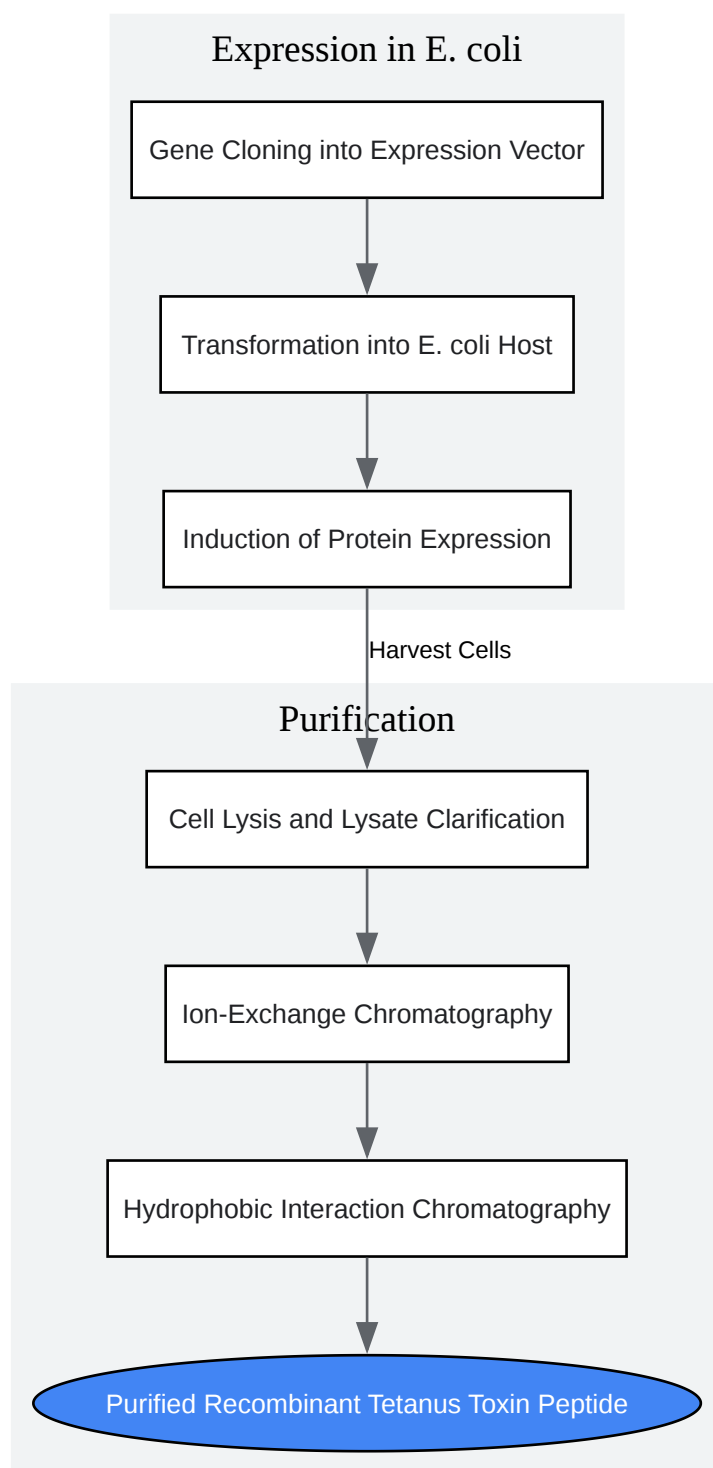 Expression in E. coli
Gene Cloning into Expression Vector
Transformation into E. coli Host
Induction of Protein Expression
Harvest Cells
Purification
Cell Lysis and Lysate Clarification
Ion-Exchange Chromatography
Hydrophobic Interaction Chromatography
Purified Recombinant Tetanus Toxin Peptide